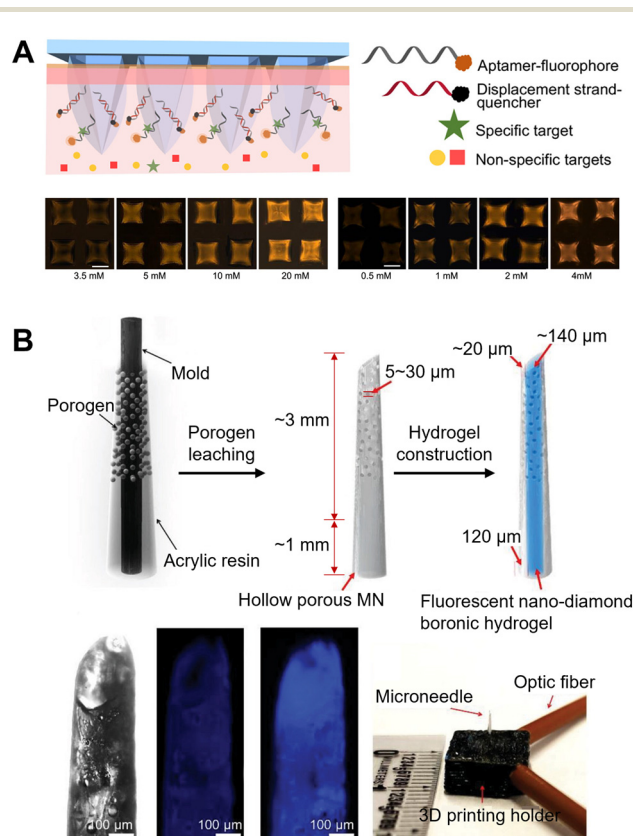 A
Aptamer-fluorophore
Displacement strand-
quencher
Specific target
Non-specific targets
3.5 mM
5 mM
10 mM
20 mM
0.5 mM
1 mM
2 mM
4mM
B
Mold
Porogen
Acrylic resin
Porogen
leaching
~3 mm
~1 mm
5~30 µm
Hollow porous MN
Hydrogel
construction
~20 µm
~140 µm
120 µm
Fluorescent nano-diamond
boronic hydrogel
100 µm
100 µm
100 µm
Microneedle
Optic fiber
3D printing holder